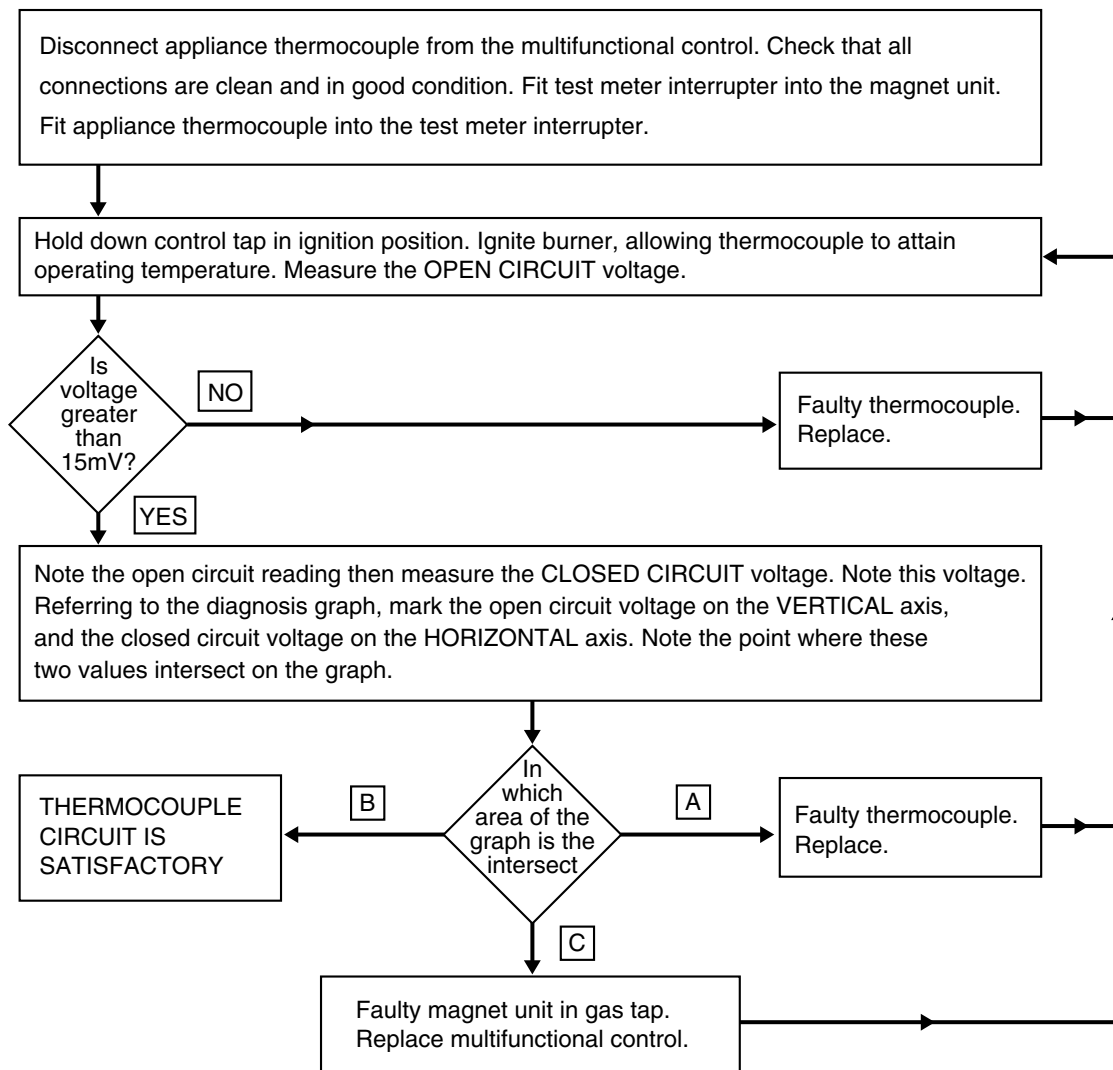 Disconnect appliance thermocouple from the multifunctional control. Check that all
connections are clean and in good condition. Fit test meter interrupter into the magnet unit.
Fit appliance thermocouple into the test meter interrupter.
Hold down control tap in ignition position. Ignite burner, allowing thermocouple to attain
operating temperature. Measure the OPEN CIRCUIT voltage.
Is
voltage
greater
than
15mV?
NO
Faulty thermocouple.
Replace.
YES
Note the open circuit reading then measure the CLOSED CIRCUIT voltage. Note this voltage.
Referring to the diagnosis graph, mark the open circuit voltage on the VERTICAL axis,
and the closed circuit voltage on the HORIZONTAL axis. Note the point where these
two values intersect on the graph.
In
which
area of the
graph is the
intersect
B
THERMOCOUPLE
CIRCUIT IS
SATISFACTORY
A
Faulty thermocouple.
Replace.
C
Faulty magnet unit in gas tap.
Replace multifunctional control.